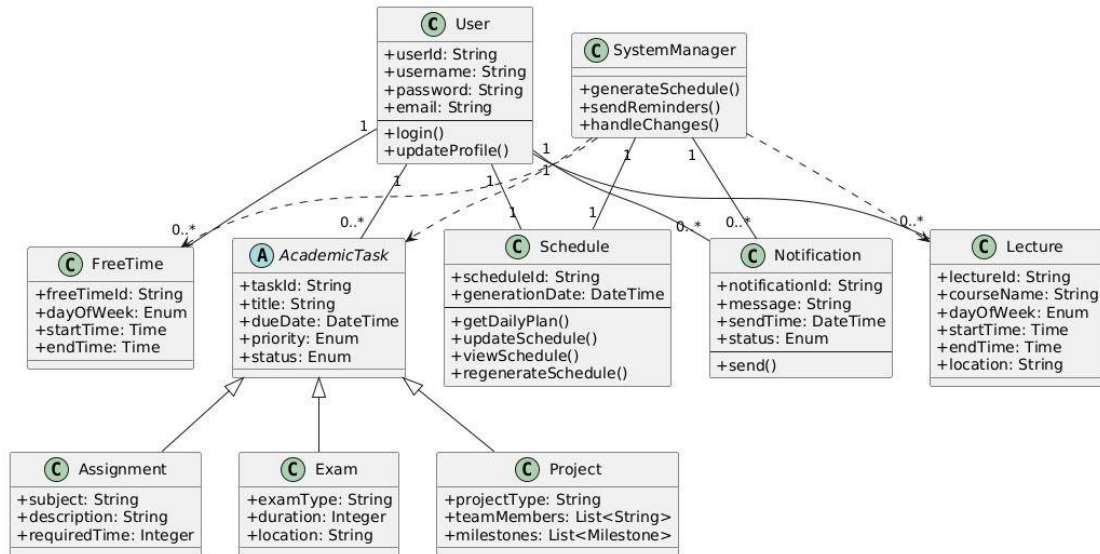 C User
+userId: String
+username: String
+password: String
+email: String
+login()
+updateProfile()
C SystemManager
+generateSchedule()
+sendReminders()
+handleChanges()
1
1
1
1
1
1
1
1
0..*
0..*
1
1
0..*
0..*
0..*
C FreeTime
+freeTimeId: String
+dayOfWeek: Enum
+startTime: Time
+endTime: Time
A AcademicTask
+taskId: String
+title: String
+dueDate: DateTime
+priority: Enum
+status: Enum
C Schedule
+scheduleId: String
+generationDate: DateTime
+getDailyPlan()
+updateSchedule()
+viewSchedule()
+regenerateSchedule()
C Notification
+notificationId: String
+message: String
+sendTime: DateTime
+status: Enum
+send()
C Lecture
+lectureId: String
+courseName: String
+dayOfWeek: Enum
+startTime: Time
+endTime: Time
+location: String
C Assignment
+subject: String
+description: String
+requiredTime: Integer
C Exam
+examType: String
+duration: Integer
+location: String
C Project
+projectType: String
+teamMembers: List<String>
+milestones: List<Milestone>